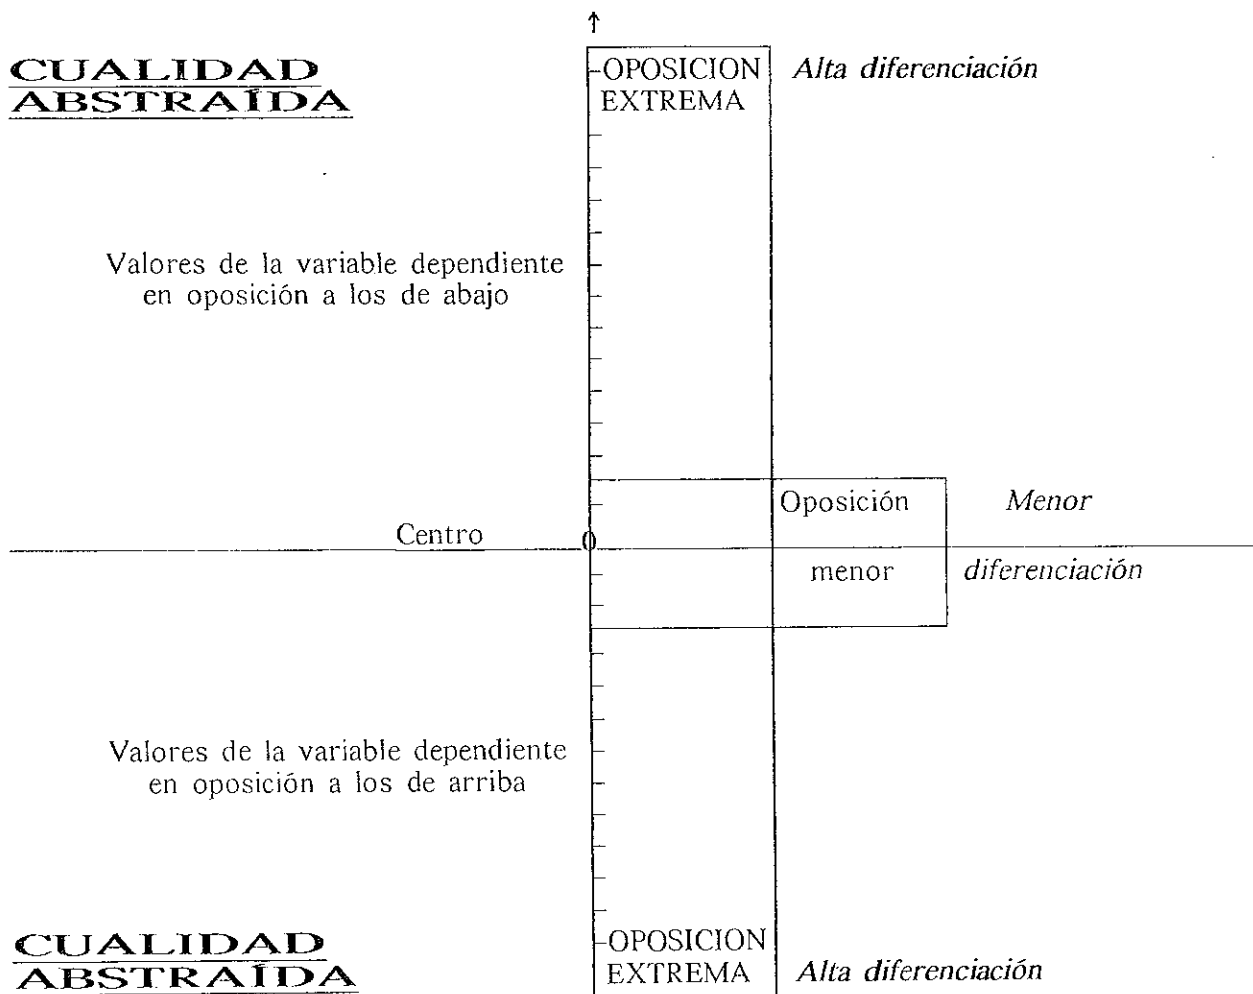 CUALIDAD
ABSTRAÍDA
OPOSICION
EXTREMA
Alta diferenciación
Valores de la variable dependiente
en oposición a los de abajo
Oposición
Menor
Centro
0
menor
diferenciación
Valores de la variable dependiente
en oposición a los de arriba
CUALIDAD
ABSTRAÍDA
OPOSICION
EXTREMA
Alta diferenciación